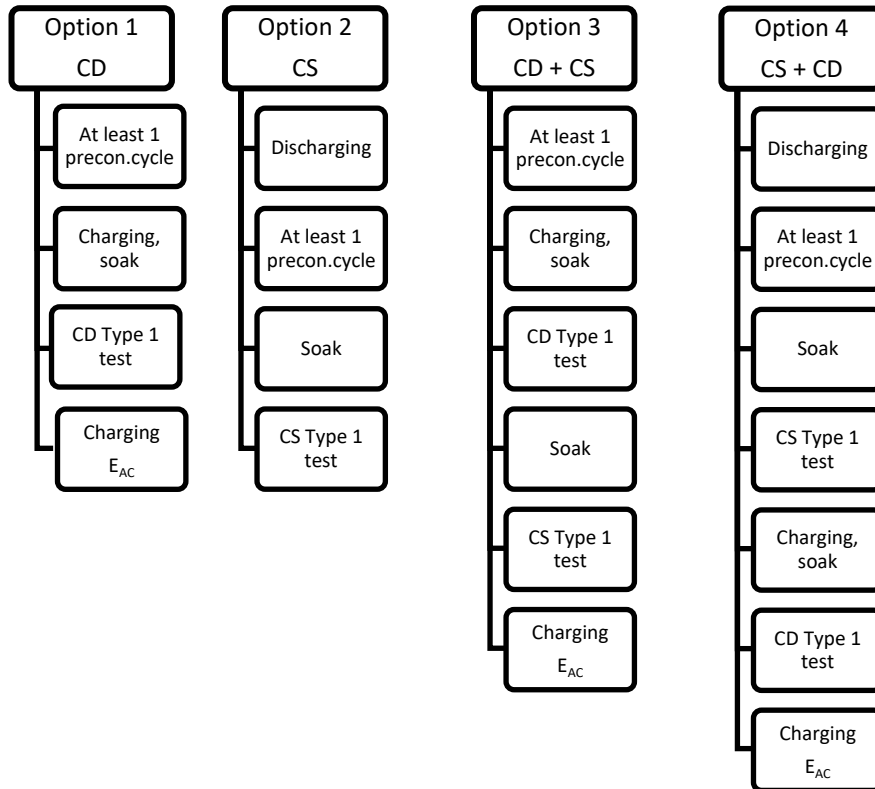 Option 1
CD
At least 1
precon.cycle
Charging,
soak
CD Type 1
test
Charging
EAC
Option 2
CS
Discharging
At least 1
precon.cycle
Soak
CS Type 1
test
Option 3
CD + CS
At least 1
precon.cycle
Charging,
soak
CD Type 1
test
Soak
CS Type 1
test
Charging
EAC
Option 4
CS + CD
Discharging
At least 1
precon.cycle
Soak
CS Type 1
test
Charging,
soak
CD Type 1
test
Charging
EAC